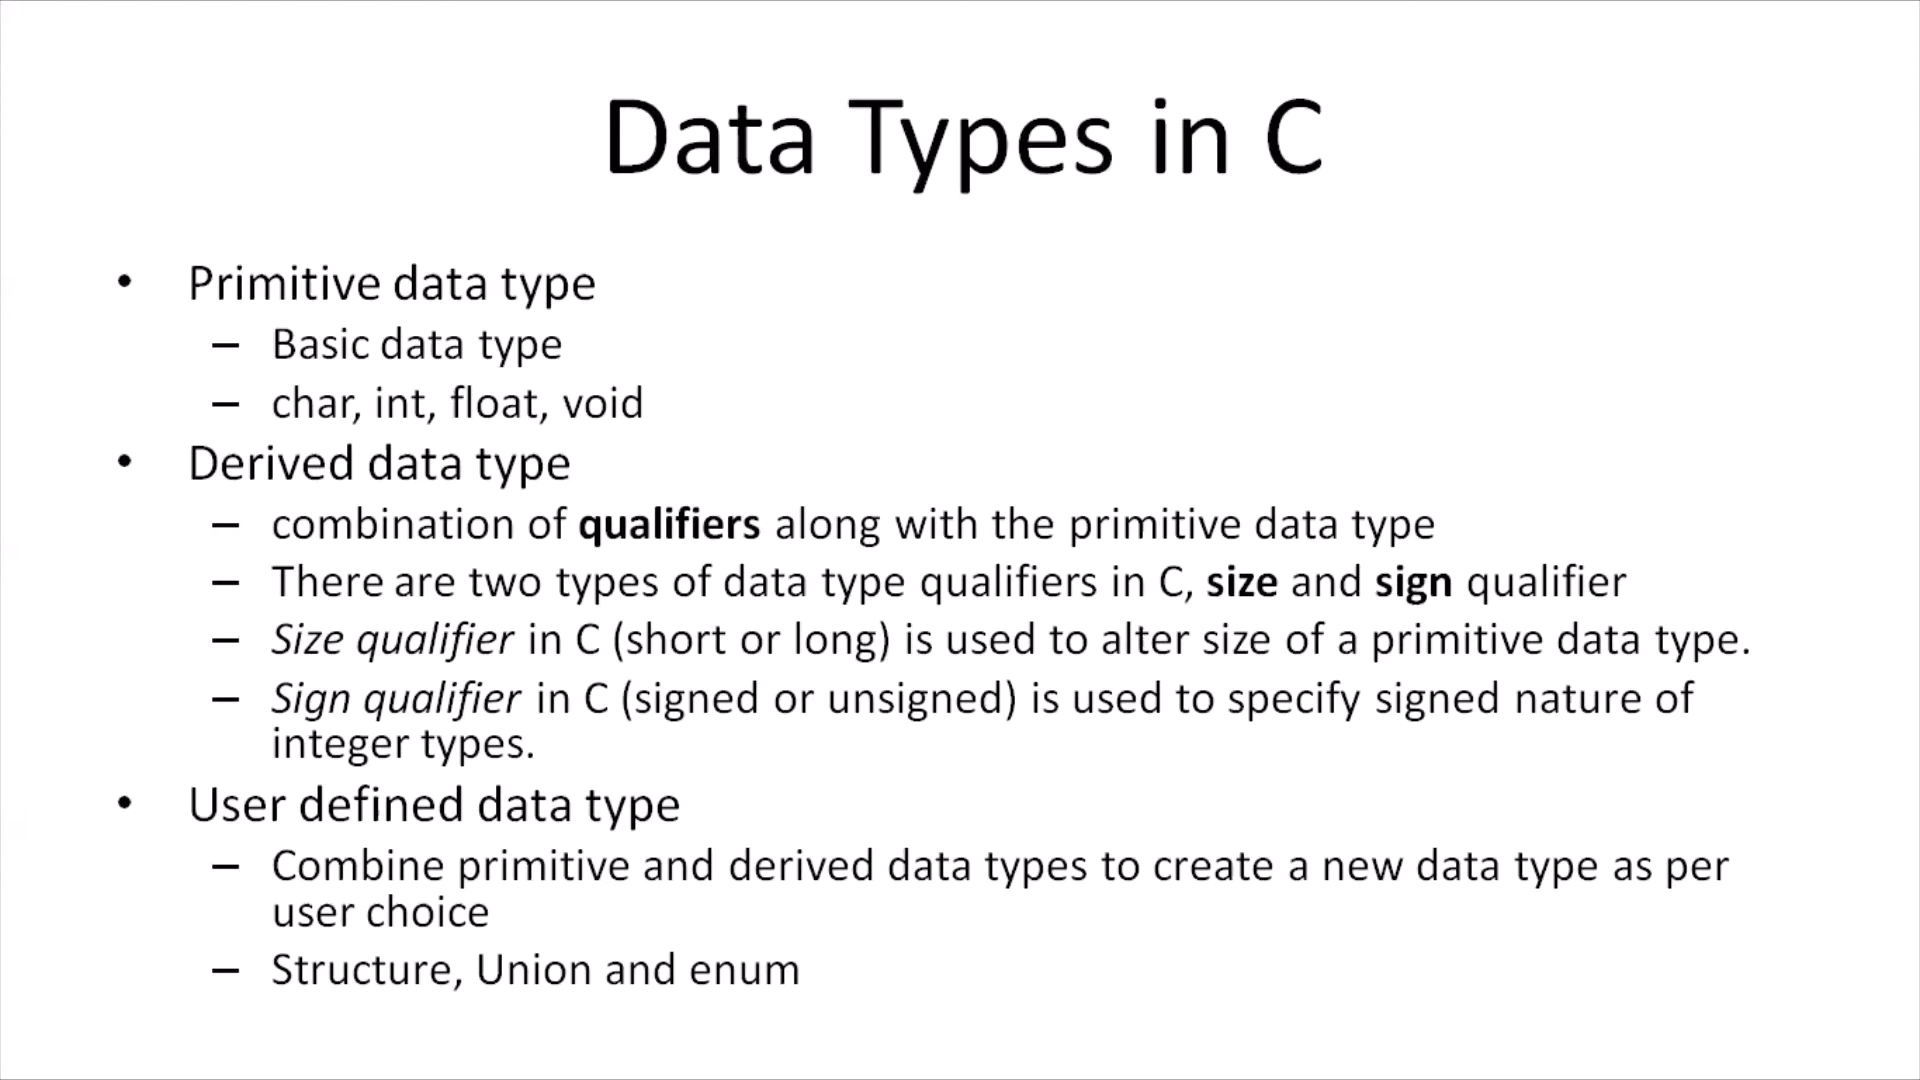 Data Types in C
• Primitive data type
– Basic data type
– char, int, float, void
• Derived data type
– combination of qualifiers along with the primitive data type
– There are two types of data type qualifiers in C, size and sign qualifier
– Size qualifier in C (short or long) is used to alter size of a primitive data type.
– Sign qualifier in C (signed or unsigned) is used to specify signed nature of
integer types.
• User defined data type
– Combine primitive and derived data types to create a new data type as per
user choice
– Structure, Union and enum